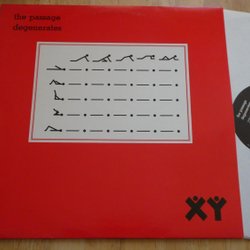 the passage
degenerates
XY